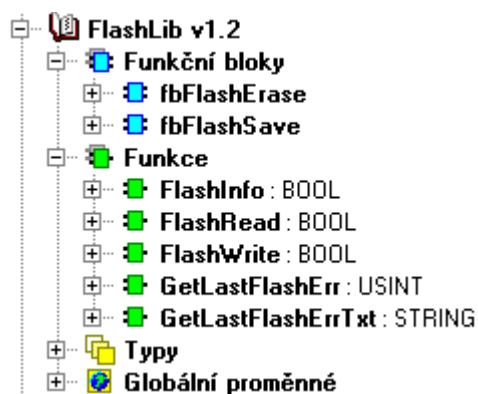 FlashLib v1.2
Funkční bloky
fbFlashErase
fbFlashSave
Funkce
FlashInfo : BOOL
FlashRead : BOOL
FlashWrite : BOOL
GetLastFlashErr : USINT
GetLastFlashErrTxt : STRING
Typy
Globální proměnné